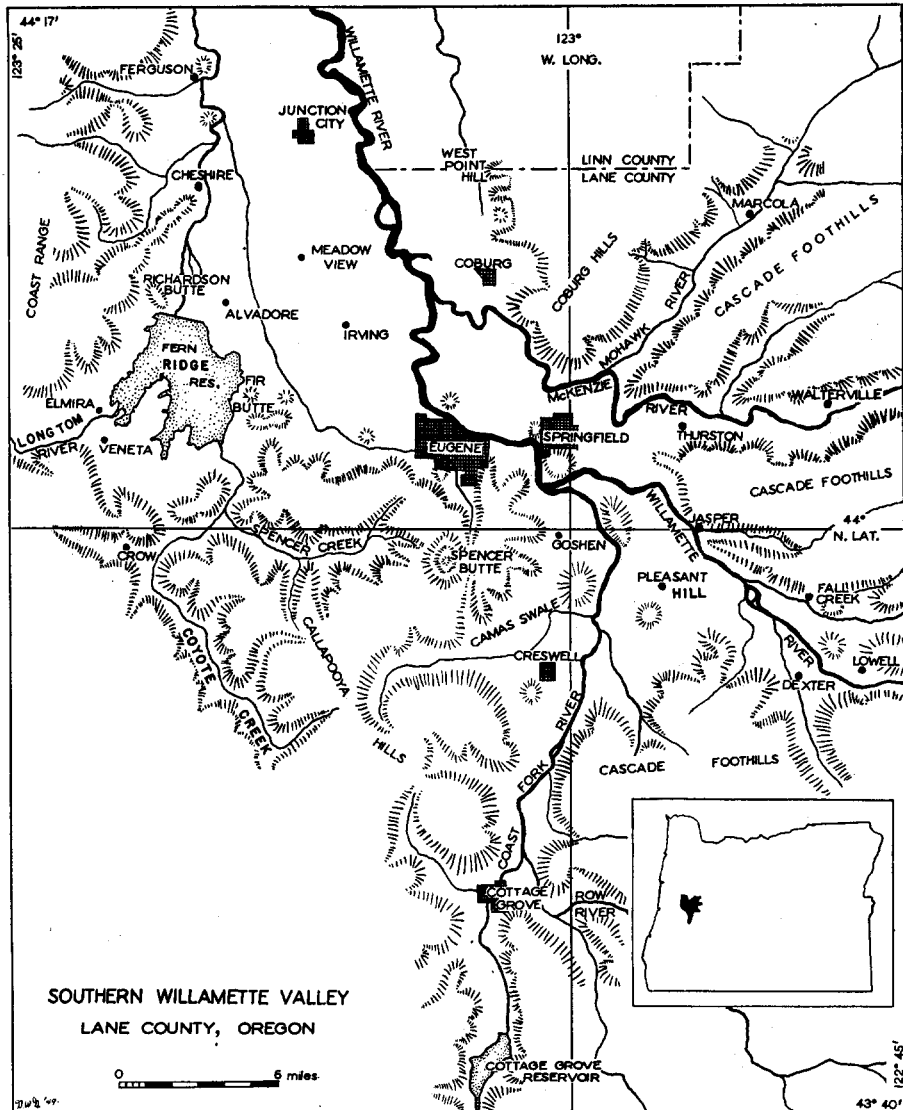 44° 17'
123° 25'
123°
W. LONG.
FERGUSON
WILLAMETTE RIVER
JUNCTION
CITY
WEST
POINT
HILL
LINN COUNTY
LANE COUNTY
CHESHIRE
MARCOLA
COAST RANGE
MEADOW
VIEW
COBURG
COBURG HILLS
MOHAWK RIVER
CASCADE FOOTHILLS
RICHARDSON
BUTTE
ALVADORE
IRVING
FERN
RIDGE
RES.
FIR
BUTTE
McKENZIE RIVER
WALTERVILLE
ELMIRA
LONG TOM
RIVER
VENETA
EUGENE
SPRINGFIELD
THURSTON
CASCADE FOOTHILLS
WILLAMETTE RIVER
JASPER
44°
N. LAT.
CROW
SPENCER CREEK
SPENCER
BUTTE
GOSHEN
PLEASANT
HILL
FALL
CREEK
COYOTE CREEK
CALLAPOOYA HILLS
CAMAS SWALE
CRESWELL
LOWELL
DEXTER
COAST FORK RIVER
CASCADE FOOTHILLS
COTTAGE
GROVE
ROW
RIVER
SOUTHERN WILLAMETTE VALLEY
LANE COUNTY, OREGON
0 6 miles
COTTAGE GROVE
RESERVOIR
122° 45'
43° 40'